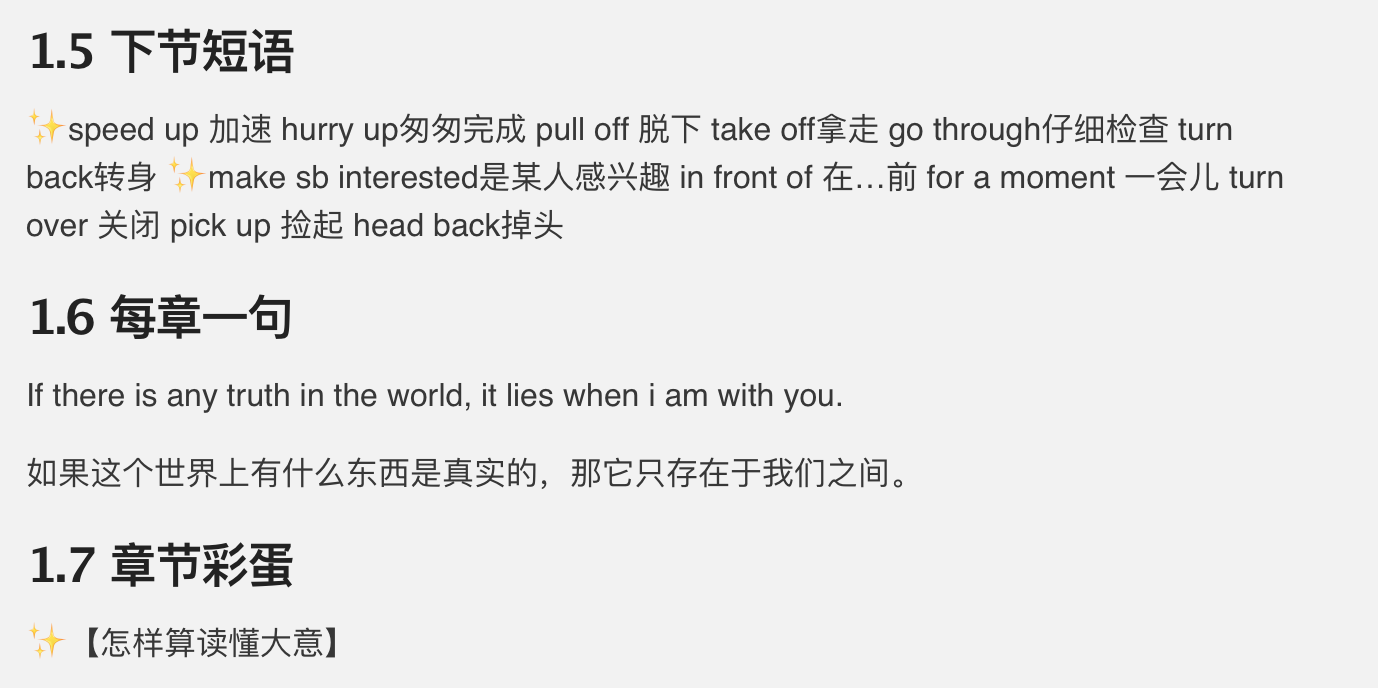 1.5 下节短语
✨speed up 加速 hurry up匆匆完成 pull off 脱下 take off拿走 go through仔细检查 turn
back转身 ✨make sb interested是某人感兴趣 in front of 在…前 for a moment 一会儿 turn
over 关闭 pick up 捡起 head back掉头
1.6 每章一句
If there is any truth in the world, it lies when i am with you.
如果这个世界上有什么东西是真实的，那它只存在于我们之间。
1.7 章节彩蛋
✨【怎样算读懂大意】